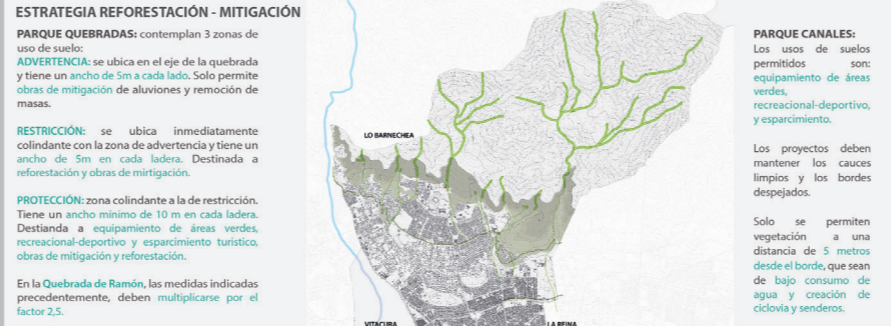 ESTRATEGIA REFORESTACIÓN - MITIGACIÓN
PARQUE QUEBRADAS: contemplan 3 zonas de
uso de suelo:
ADVERTENCIA: se ubica en el eje de la quebrada
y tiene un ancho de 5m a cada lado. Solo permite
obras de mitigación de aluviones y remoción de
masas.
RESTRICCIÓN: se ubica inmediatamente
colindante con la zona de advertencia y tiene un
ancho de 5m en cada ladera. Destinada a
reforestación y obras de mirtigación.
PROTECCIÓN: zona colindante a la de restricción.
Tiene un ancho mínimo de 10 m en cada ladera.
Destianda a equipamiento de áreas verdes,
recreacional-deportivo y esparcimiento turistico,
obras de mitigación y reforestación.
En la Quebrada de Ramón, las medidas indicadas
precedentemente, deben multiplicarse por el
factor 2,5.
LO BARNECHEA
VITACURA
LA REINA
PARQUE CANALES:
Los usos de suelos
permitidos son:
equipamiento de áreas
verdes,
recreacional-deportivo,
y esparcimiento.
Los proyectos deben
mantener los cauces
limpios y los bordes
despejados.
Solo se permiten
vegetación a una
distancia de 5 metros
desde el borde, que sean
de bajo consumo de
agua y creación de
ciclovia y senderos.